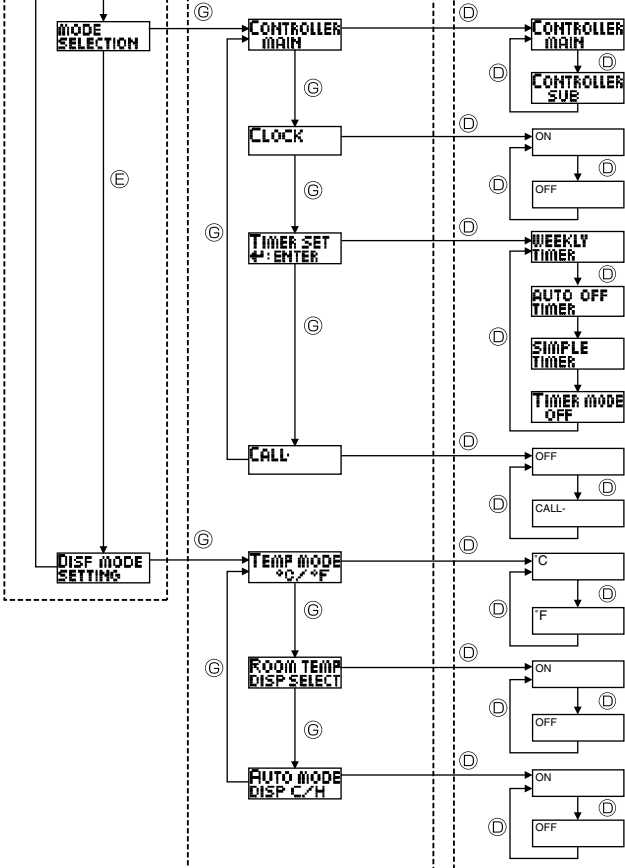 Ⓖ
Ⓓ
MODE
SELECTION
CONTROLLER
MAIN
CONTROLLER
MAIN
Ⓓ
Ⓓ
CONTROLLER
SUB
Ⓖ
Ⓓ
CLOCK
ON
Ⓓ
Ⓔ
Ⓖ
Ⓓ
OFF
Ⓖ
Ⓓ
TIMER SET
↵:ENTER
WEEKLY
TIMER
Ⓓ
AUTO OFF
TIMER
Ⓖ
Ⓓ
SIMPLE
TIMER
TIMER MODE
OFF
Ⓓ
CALL-
OFF
Ⓓ
Ⓓ
CALL-
Ⓖ
Ⓓ
DISP MODE
SETTING
TEMP MODE
°C/°F
°C
Ⓓ
Ⓖ
Ⓓ
°F
Ⓖ
Ⓓ
ROOM TEMP
DISP SELECT
ON
Ⓓ
Ⓖ
Ⓓ
OFF
Ⓓ
AUTO MODE
DISP C/H
ON
Ⓓ
Ⓓ
OFF